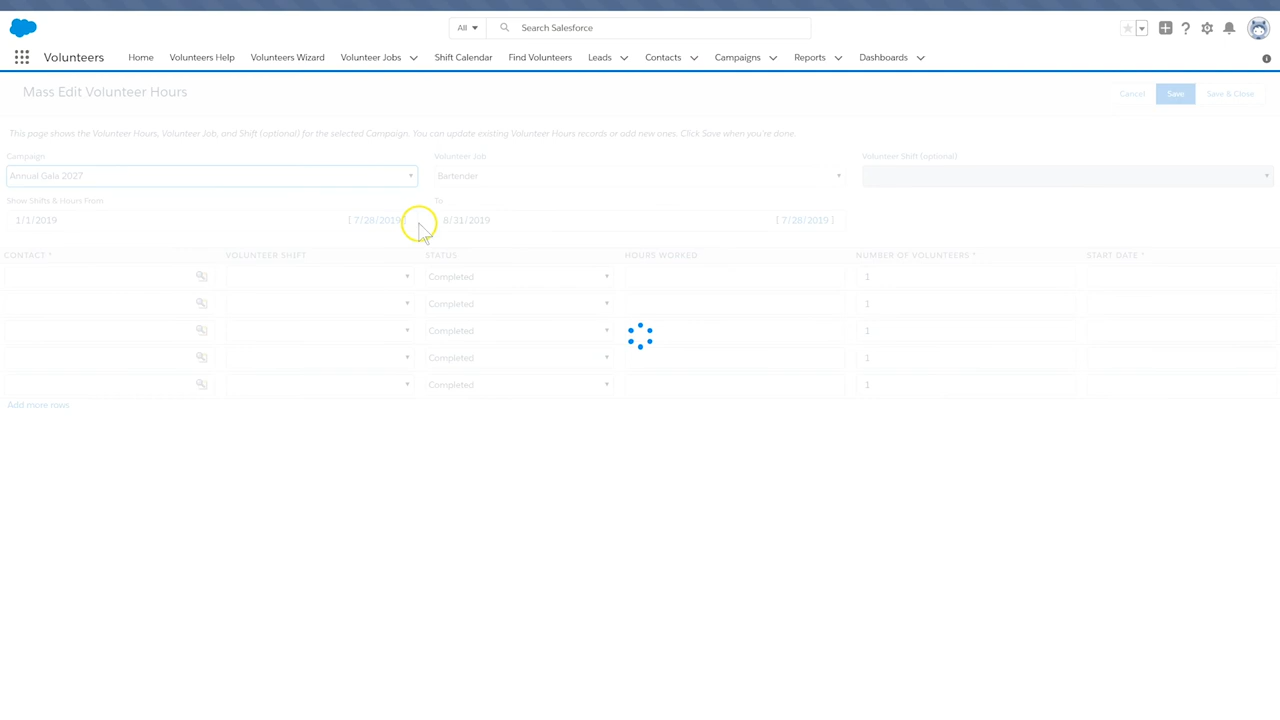 All Search Salesforce
Volunteers Home Volunteers Help Volunteers Wizard Volunteer Jobs Shift Calendar Find Volunteers Leads Contacts Campaigns Reports Dashboards
Mass Edit Volunteer Hours Cancel Save Save & Close
This page shows the Volunteer Hours, Volunteer Job, and Shift (optional) for the selected Campaign. You can update existing Volunteer Hours records or add new ones. Click Save when you're done.
Campaign Volunteer Job Volunteer Shift (optional)
Annual Gala 2027 Bartender
Show Shifts & Hours From To
1/1/2019 [ 7/28/2019 ] 8/31/2019 [ 7/28/2019 ]
CONTACT * VOLUNTEER SHIFT STATUS HOURS WORKED NUMBER OF VOLUNTEERS * START DATE *
Completed 1
Completed 1
Completed 1
Completed 1
Completed 1
Add more rows